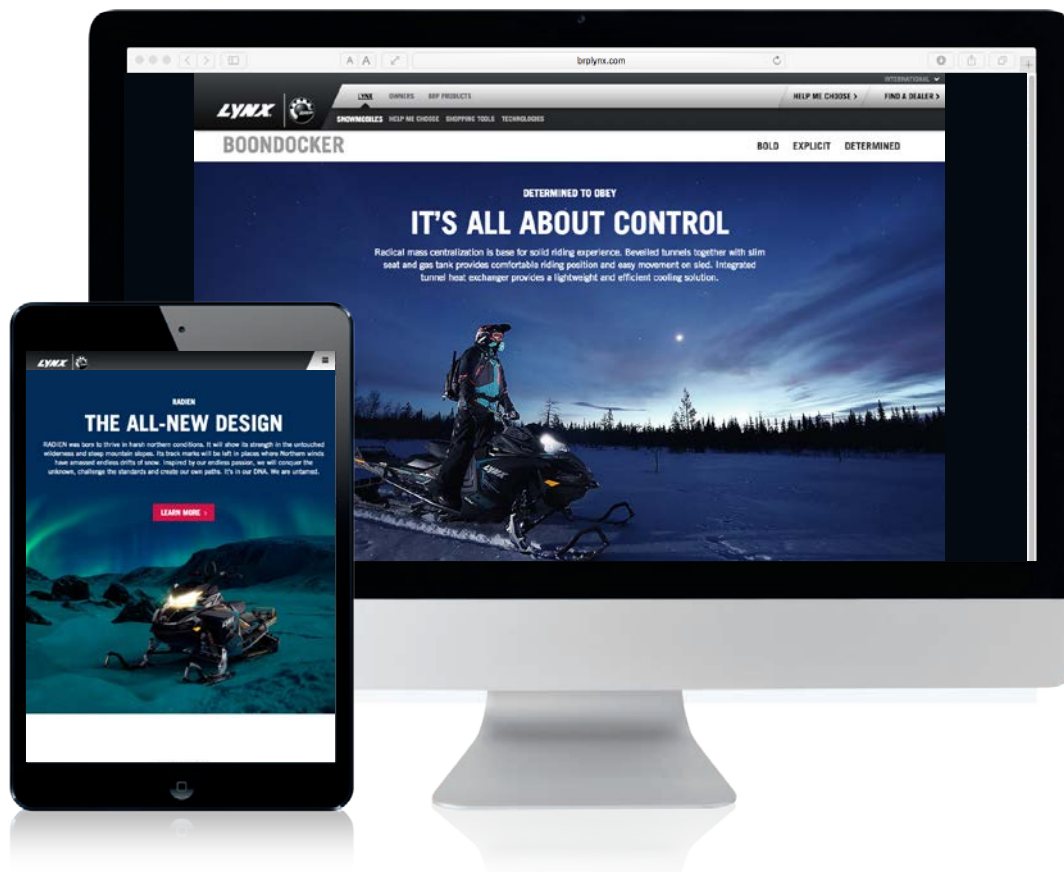 A A
brplynx.com
INTERNATIONAL
LYNX
LYNX OWNERS BRP PRODUCTS
HELP ME CHOOSE > FIND A DEALER >
SNOWMOBILES HELP ME CHOOSE SHOPPING TOOLS TECHNOLOGIES
BOONDOCKER
BOLD EXPLICIT DETERMINED
DETERMINED TO OBEY
IT'S ALL ABOUT CONTROL
Radical mass centralization is base for solid riding experience. Bevelled tunnels together with slim
seat and gas tank provides comfortable riding position and easy movement on sled. Integrated
tunnel heat exchanger provides a lightweight and efficient cooling solution.
LYNX
RADIEN
THE ALL-NEW DESIGN
RADIEN was born to thrive in harsh northern conditions. It will show its strength in the untouched
wilderness and steep mountain slopes. Its track marks will be left in places where Northern winds
have amassed endless drifts of snow. Inspired by our endless passion, we will conquer the
unknown, challenge the standards and create our own paths. It's in our DNA. We are untamed.
LEARN MORE >